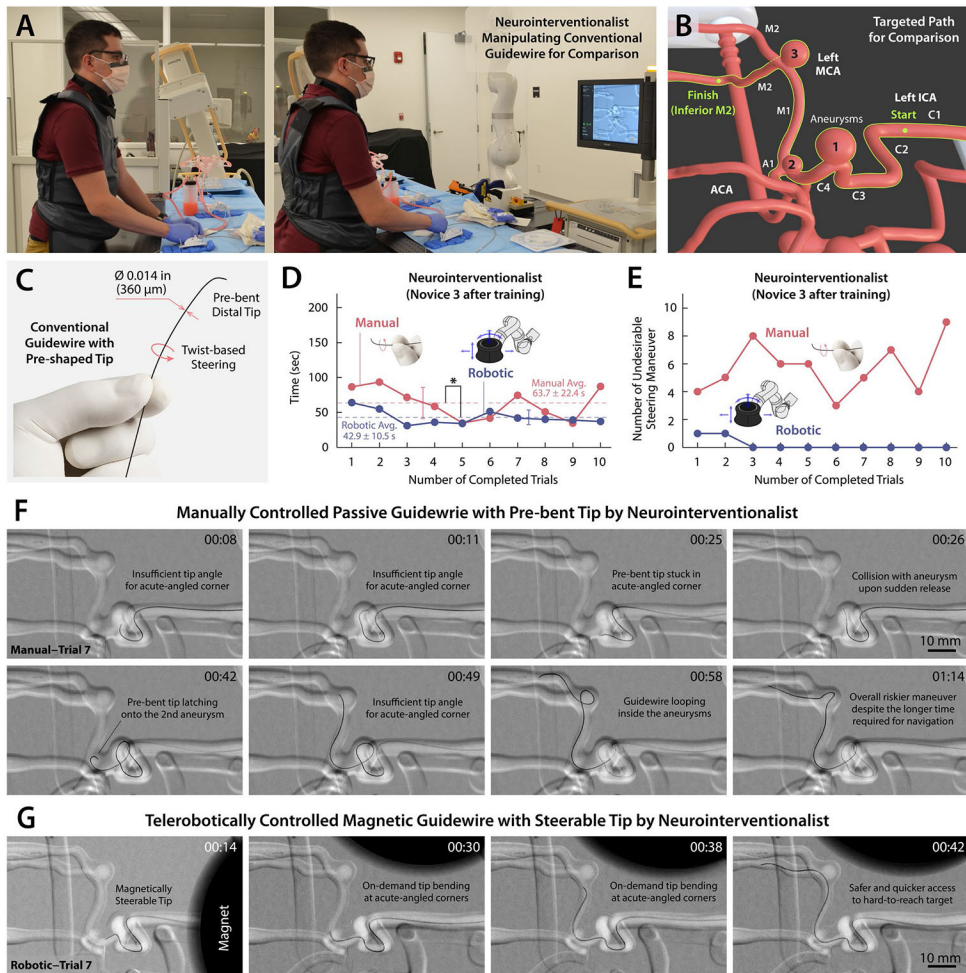 A
Neurointerventionalist
Manipulating Conventional
Guidewire for Comparison
B
Targeted Path
for Comparison
M2
3
Left
MCA
Finish
(Inferior M2)
M2
M1
Aneurysms
1
Left ICA
Start
C1
C2
2
A1
C4
C3
ACA
C
Ø 0.014 in
(360 μm)
Pre-bent
Distal Tip
Conventional
Guidewire with
Pre-shaped Tip
Twist-based
Steering
D
Neurointerventionalist
(Novice 3 after training)
Time (sec)
200
150
100
50
0
Manual
Robotic
*
Manual Avg.
63.7 ± 22.4 s
Robotic Avg.
42.9 ± 10.5 s
1 2 3 4 5 6 7 8 9 10
Number of Completed Trials
E
Neurointerventionalist
(Novice 3 after training)
Number of Undesirable
Steering Maneuver
10
8
6
4
2
0
Manual
Robotic
1 2 3 4 5 6 7 8 9 10
Number of Completed Trials
F
Manually Controlled Passive Guidewrie with Pre-bent Tip by Neurointerventionalist
00:08
Insufficient tip angle
for acute-angled corner
Manual–Trial 7
00:11
Insufficient tip angle
for acute-angled corner
00:25
Pre-bent tip stuck in
acute-angled corner
00:26
Collision with aneurysm
upon sudden release
10 mm
00:42
Pre-bent tip latching
onto the 2nd aneurysm
00:49
Insufficient tip angle
for acute-angled corner
00:58
Guidewire looping
inside the aneurysms
01:14
Overall riskier maneuver
despite the longer time
required for navigation
G
Telerobotically Controlled Magnetic Guidewire with Steerable Tip by Neurointerventionalist
00:14
Magnetically
Steerable Tip
Magnet
Robotic–Trial 7
00:30
On-demand tip bending
at acute-angled corners
00:38
On-demand tip bending
at acute-angled corners
00:42
Safer and quicker access
to hard-to-reach target
10 mm